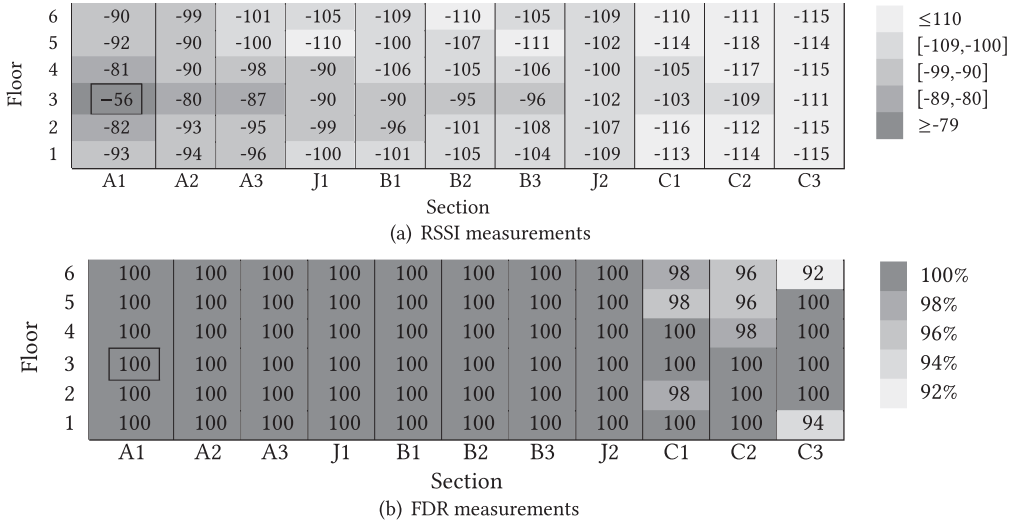 6 -90 -99 -101 -105 -109 -110 -105 -109 -110 -111 -115 ≤110
5 -92 -90 -100 -110 -100 -107 -111 -102 -114 -118 -114 [-109,-100]
4 -81 -90 -98 -90 -106 -105 -106 -100 -105 -117 -115 [-99,-90]
Floor
3 −56 -80 -87 -90 -90 -95 -96 -102 -103 -109 -111 [-89,-80]
2 -82 -93 -95 -99 -96 -101 -108 -107 -116 -112 -115 ≥-79
1 -93 -94 -96 -100 -101 -105 -104 -109 -113 -114 -115
A1 A2 A3 J1 B1 B2 B3 J2 C1 C2 C3
Section
(a) RSSI measurements
6 100 100 100 100 100 100 100 100 98 96 92 100%
5 100 100 100 100 100 100 100 100 98 96 100 98%
4 100 100 100 100 100 100 100 100 100 98 100 96%
Floor
3 100 100 100 100 100 100 100 100 100 100 100 94%
2 100 100 100 100 100 100 100 100 98 100 100 92%
1 100 100 100 100 100 100 100 100 100 100 94
A1 A2 A3 J1 B1 B2 B3 J2 C1 C2 C3
Section
(b) FDR measurements